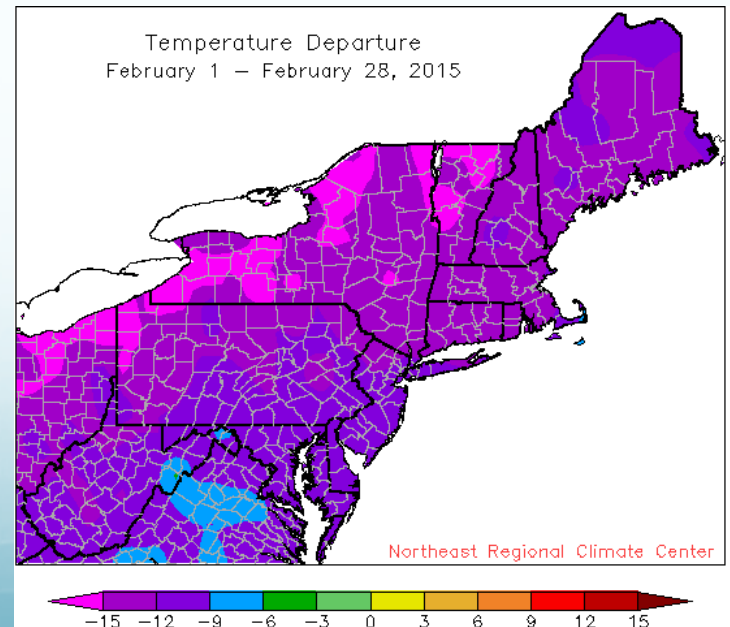 Temperature Departure
February 1 – February 28, 2015
Northeast Regional Climate Center
−15 −12 −9 −6 −3 0 3 6 9 12 15